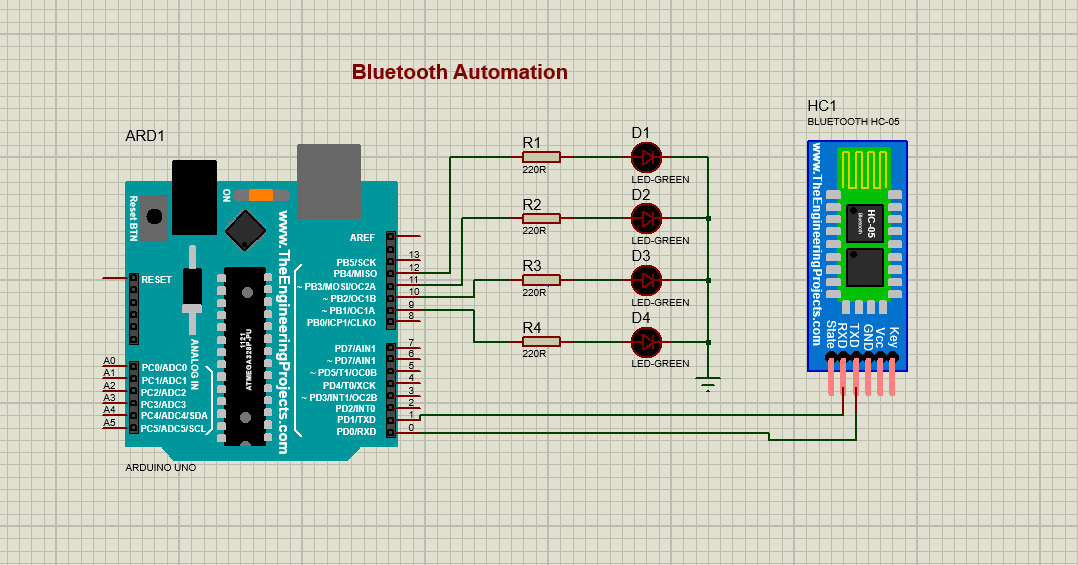 Bluetooth Automation
ARD1
Reset BTN
ON
www.TheEngineeringProjects.com
ANALOG IN
ATMEGA328P-PU
1121
RESET
A0
A1
A2
A3
A4
A5
PC0/ADC0
PC1/ADC1
PC2/ADC2
PC3/ADC3
PC4/ADC4/SDA
PC5/ADC5/SCL
AREF
PB5/SCK 13
PB4/MISO 12
~ PB3/MOSI/OC2A 11
~ PB2/OC1B 10
~ PB1/OC1A 9
PB0/ICP1/CLKO 8
PD7/AIN1 7
~ PD7/AIN1 6
~ PD5/T1/OC0B 5
PD4/T0/XCK 4
~ PD3/INT1/OC2B 3
PD2/INT0 2
PD1/TXD 1
PD0/RXD 0
ARDUINO UNO
R1
220R
R2
220R
R3
220R
R4
220R
D1
LED-GREEN
D2
LED-GREEN
D3
LED-GREEN
D4
LED-GREEN
HC1
BLUETOOTH HC-05
www.TheEngineeringProjects.com
HC-05
Bluetooth
State
RXD
TXD
GND
Vcc
Key